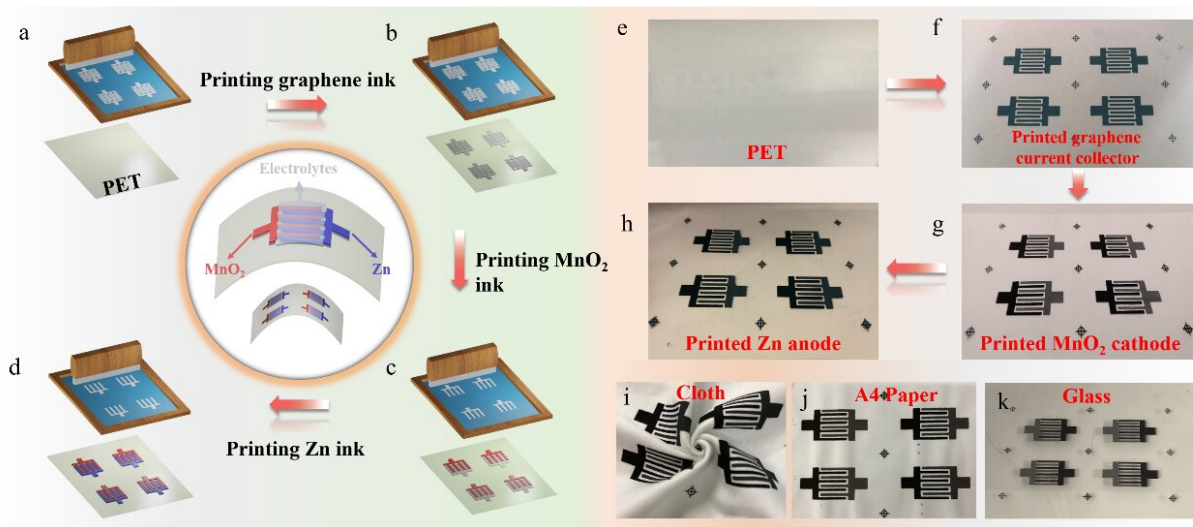 a
b
Printing graphene ink
PET
Electrolytes
MnO₂
Zn
Printing MnO₂
ink
d
c
Printing Zn ink
e
PET
f
Printed graphene
current collector
h
Printed Zn anode
g
Printed MnO₂ cathode
i
Cloth
j
A4 Paper
k
Glass